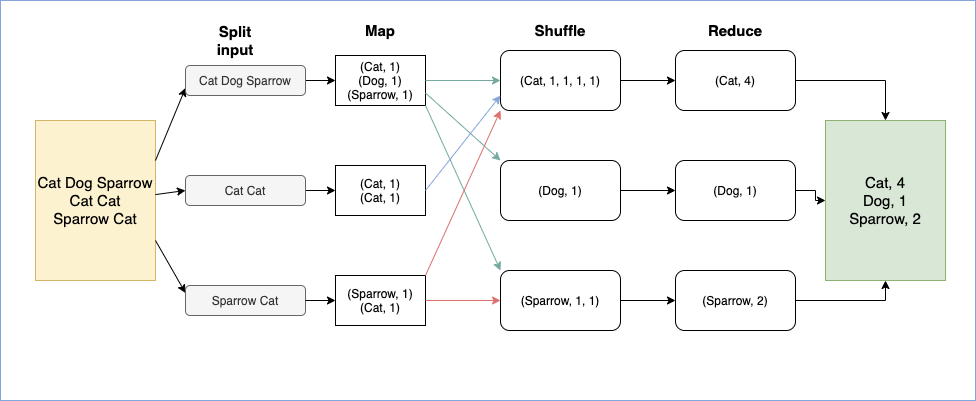 Split
input
Map
Shuffle
Reduce
Cat Dog Sparrow
Cat Cat
Sparrow Cat
Cat Dog Sparrow
Cat Cat
Sparrow Cat
(Cat, 1)
(Dog, 1)
(Sparrow, 1)
(Cat, 1)
(Cat, 1)
(Sparrow, 1)
(Cat, 1)
(Cat, 1, 1, 1, 1)
(Dog, 1)
(Sparrow, 1, 1)
(Cat, 4)
(Dog, 1)
(Sparrow, 2)
Cat, 4
Dog, 1
Sparrow, 2